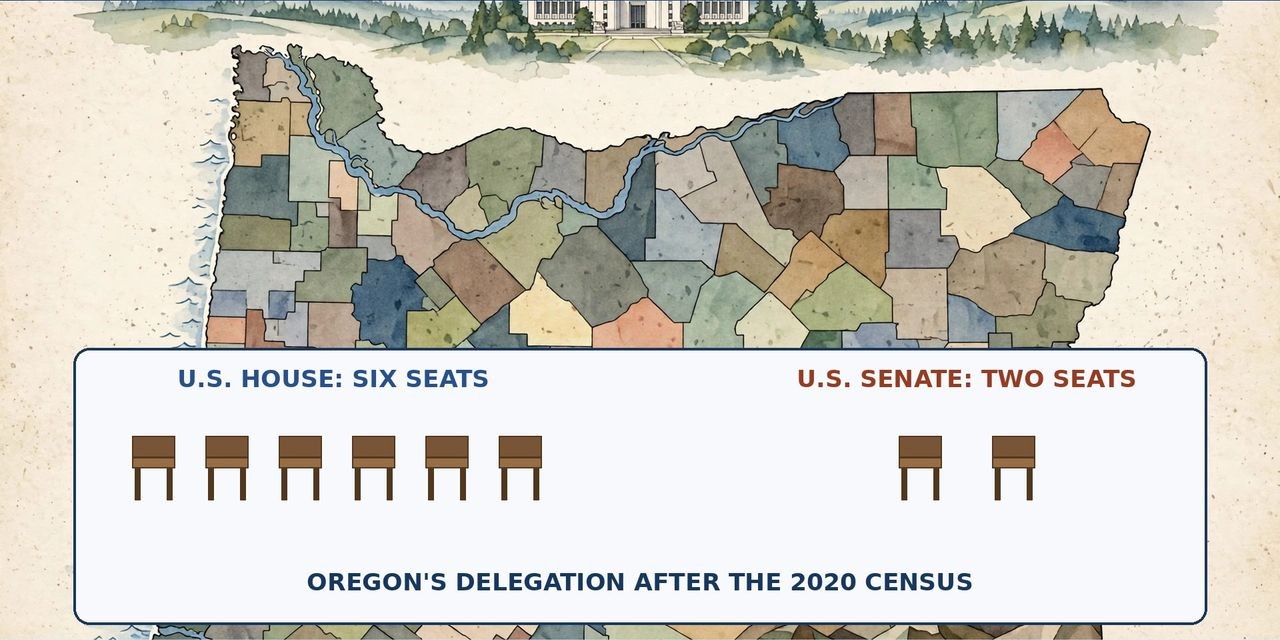 U.S. HOUSE: SIX SEATS
U.S. SENATE: TWO SEATS
OREGON'S DELEGATION AFTER THE 2020 CENSUS